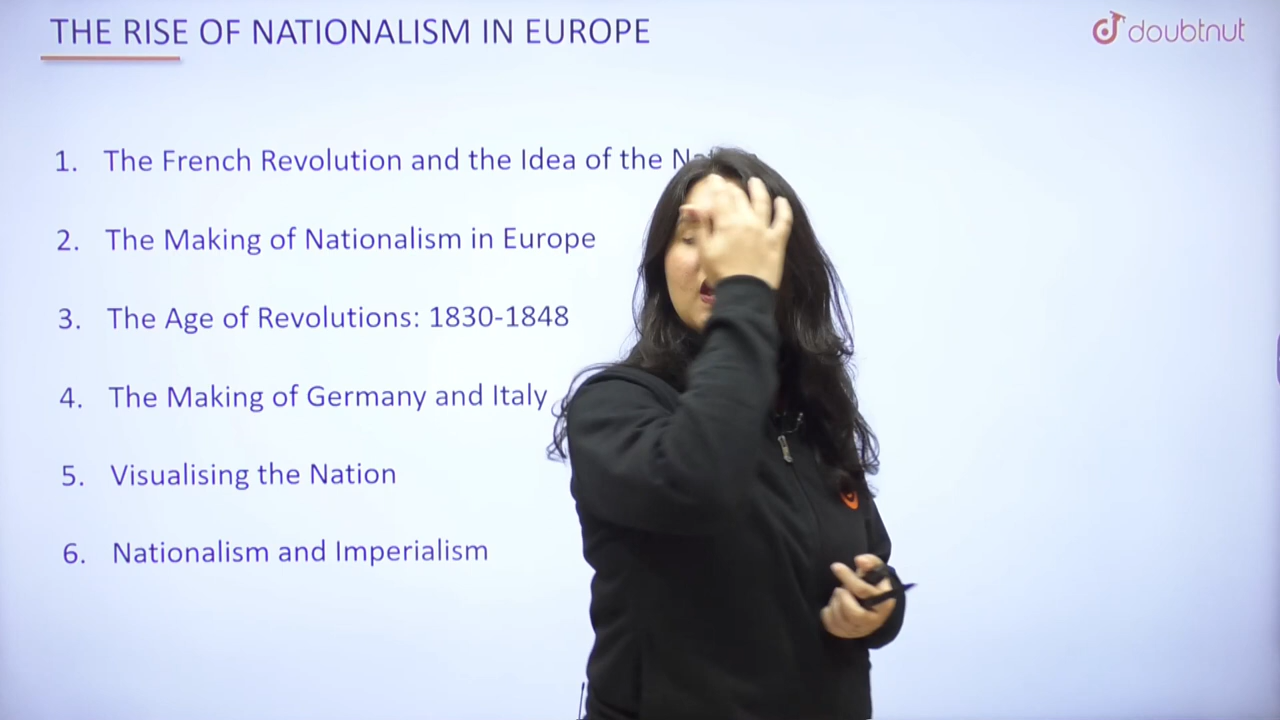 THE RISE OF NATIONALISM IN EUROPE
doubtnut
1. The French Revolution and the Idea of the
2. The Making of Nationalism in Europe
3. The Age of Revolutions: 1830-1848
4. The Making of Germany and Italy
5. Visualising the Nation
6. Nationalism and Imperialism